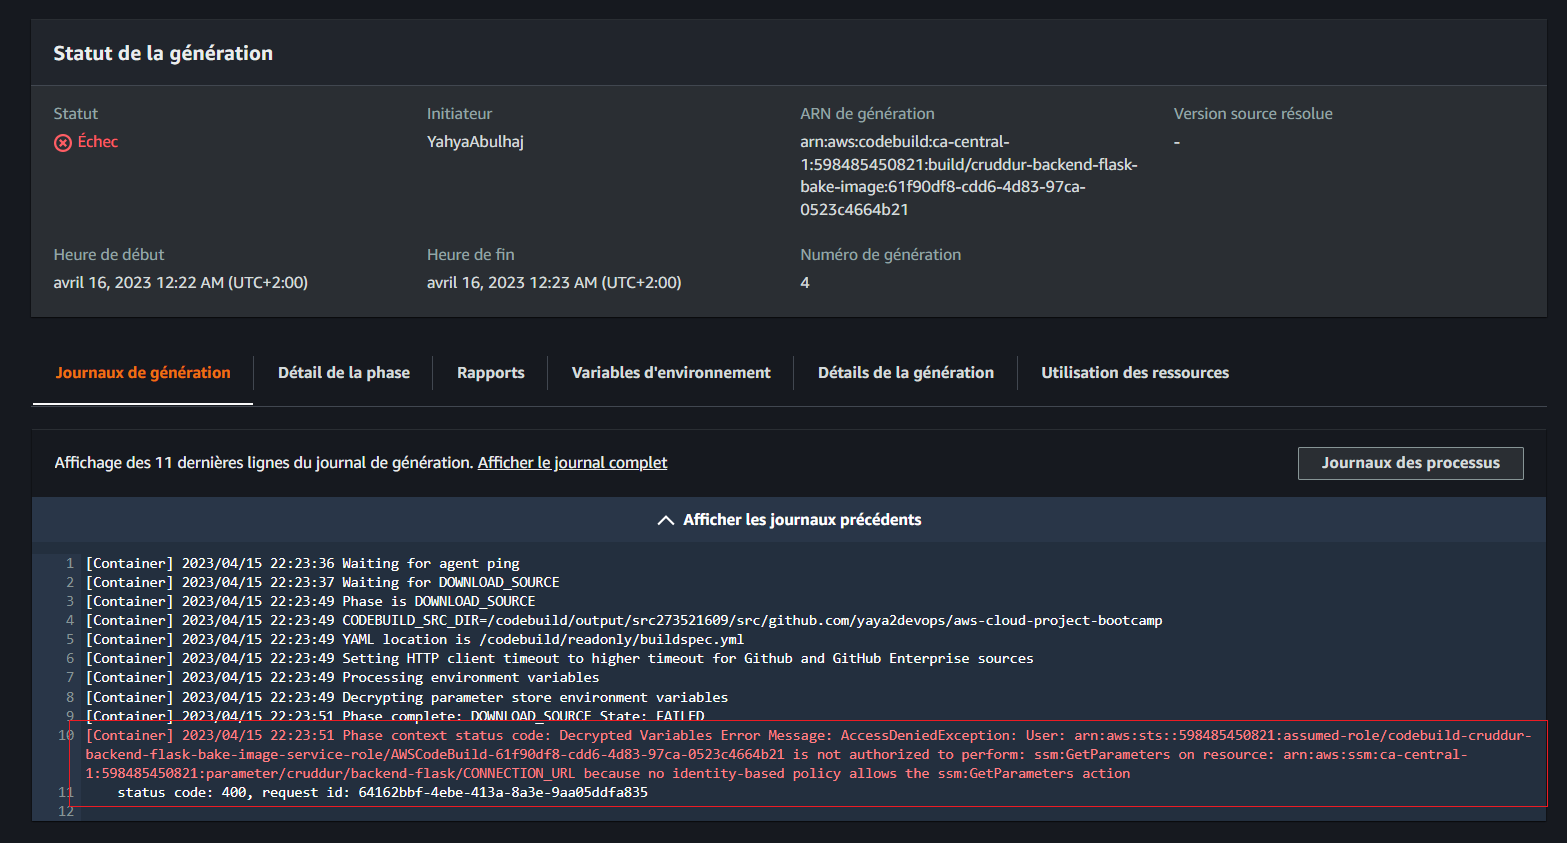 Statut de la génération
Statut
Échec
Initiateur
YahyaAbulhaj
ARN de génération
arn:aws:codebuild:ca-central-
1:598485450821:build/cruddur-backend-flask-
bake-image:61f90df8-cdd6-4d83-97ca-
0523c4664b21
Version source résolue
-
Heure de début
avril 16, 2023 12:22 AM (UTC+2:00)
Heure de fin
avril 16, 2023 12:23 AM (UTC+2:00)
Numéro de génération
4
Journaux de génération
Détail de la phase
Rapports
Variables d'environnement
Détails de la génération
Utilisation des ressources
Affichage des 11 dernières lignes du journal de génération. Afficher le journal complet
Journaux des processus
Afficher les journaux précédents
1 [Container] 2023/04/15 22:23:36 Waiting for agent ping
2 [Container] 2023/04/15 22:23:37 Waiting for DOWNLOAD_SOURCE
3 [Container] 2023/04/15 22:23:49 Phase is DOWNLOAD_SOURCE
4 [Container] 2023/04/15 22:23:49 CODEBUILD_SRC_DIR=/codebuild/output/src273521609/src/github.com/yaya2devops/aws-cloud-project-bootcamp
5 [Container] 2023/04/15 22:23:49 YAML location is /codebuild/readonly/buildspec.yml
6 [Container] 2023/04/15 22:23:49 Setting HTTP client timeout to higher timeout for Github and GitHub Enterprise sources
7 [Container] 2023/04/15 22:23:49 Processing environment variables
8 [Container] 2023/04/15 22:23:49 Decrypting parameter store environment variables
9 [Container] 2023/04/15 22:23:51 Phase complete: DOWNLOAD_SOURCE State: FAILED
10 [Container] 2023/04/15 22:23:51 Phase context status code: Decrypted Variables Error Message: AccessDeniedException: User: arn:aws:sts::598485450821:assumed-role/codebuild-cruddur-
backend-flask-bake-image-service-role/AWSCodeBuild-61f90df8-cdd6-4d83-97ca-0523c4664b21 is not authorized to perform: ssm:GetParameters on resource: arn:aws:ssm:ca-central-
1:598485450821:parameter/cruddur/backend-flask/CONNECTION_URL because no identity-based policy allows the ssm:GetParameters action
11 status code: 400, request id: 64162bbf-4ebe-413a-8a3e-9aa05ddfa835
12